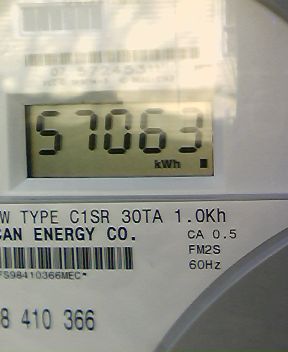 57063
kWh
W TYPE C1SR 30TA 1.0Kh
CAN ENERGY CO. CA 0.5
FM2S
60Hz
8 410 366